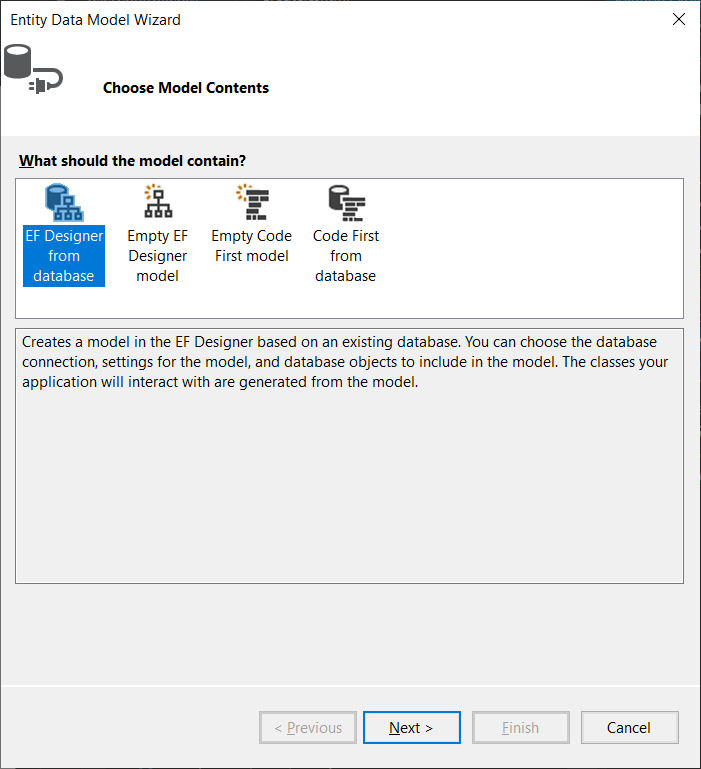 Entity Data Model Wizard
Choose Model Contents
What should the model contain?
EF Designer
from
database
Empty EF
Designer
model
Empty Code
First model
Code First
from
database
Creates a model in the EF Designer based on an existing database. You can choose the database
connection, settings for the model, and database objects to include in the model. The classes your
application will interact with are generated from the model.
< Previous
Next >
Finish
Cancel